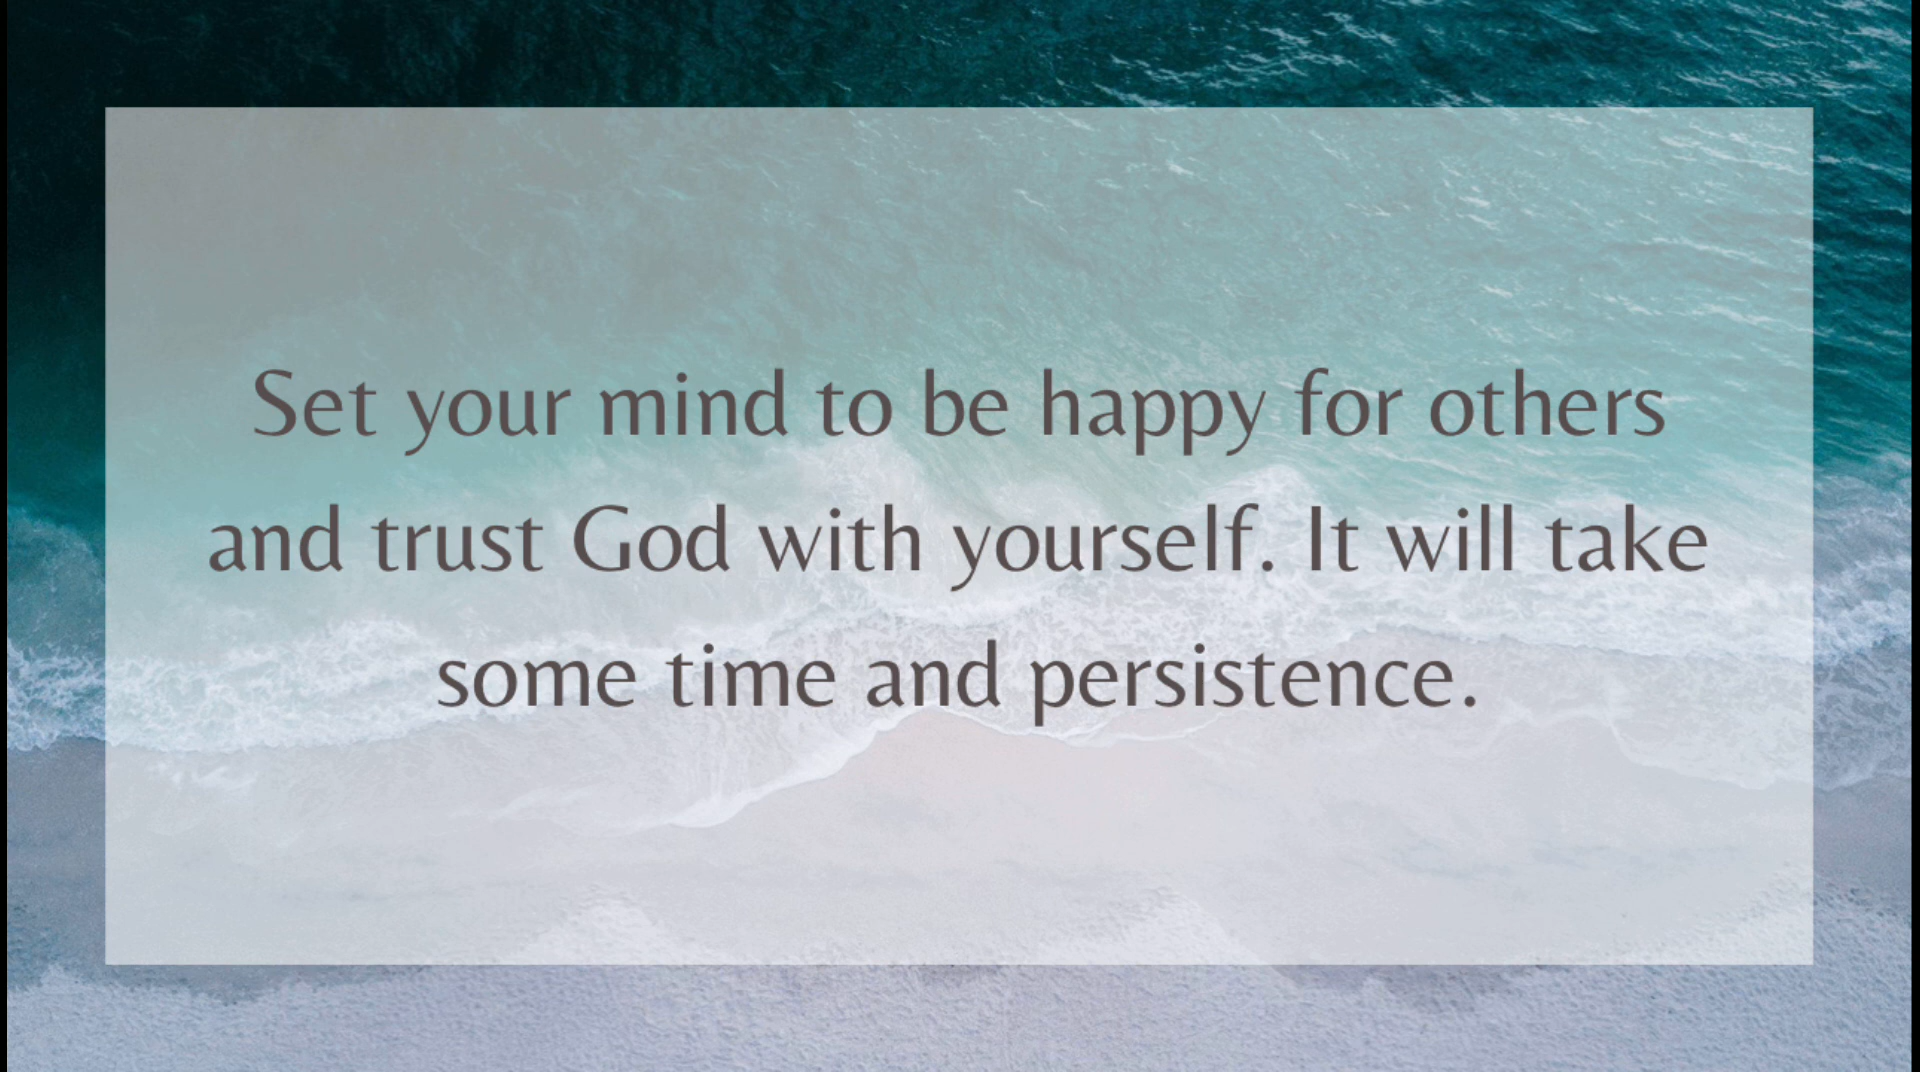 Set your mind to be happy for others
and trust God with yourself. It will take
some time and persistence.